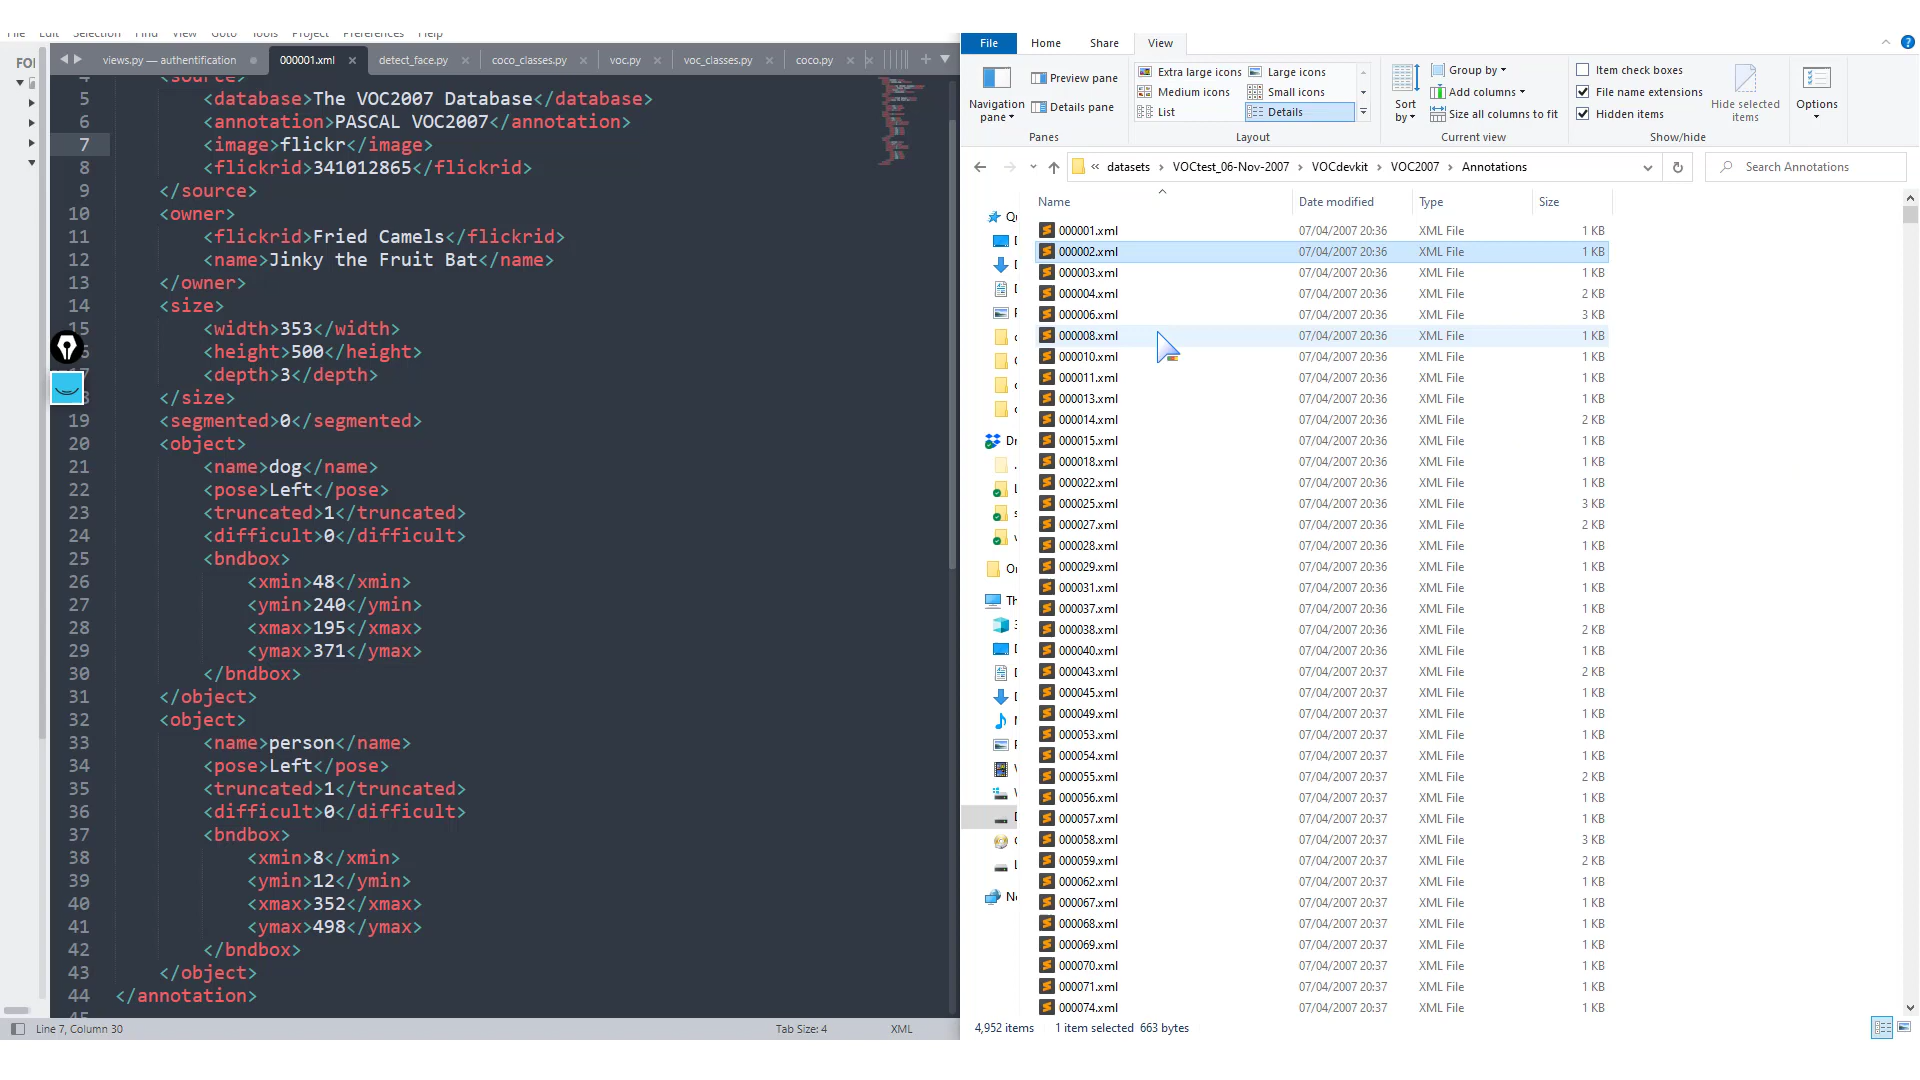 File Edit Selection Find View Goto Tools Project Preferences Help
FO
views.py — authentification
000001.xml
detect_face.py
coco_classes.py
voc.py
voc_classes.py
coco.py
4 <source>
5 <database>The VOC2007 Database</database>
6 <annotation>PASCAL VOC2007</annotation>
7 <image>flickr</image>
8 <flickrid>341012865</flickrid>
9 </source>
10 <owner>
11 <flickrid>Fried Camels</flickrid>
12 <name>Jinky the Fruit Bat</name>
13 </owner>
14 <size>
15 <width>353</width>
<height>500</height>
<depth>3</depth>
</size>
19 <segmented>0</segmented>
20 <object>
21 <name>dog</name>
22 <pose>Left</pose>
23 <truncated>1</truncated>
24 <difficult>0</difficult>
25 <bndbox>
26 <xmin>48</xmin>
27 <ymin>240</ymin>
28 <xmax>195</xmax>
29 <ymax>371</ymax>
30 </bndbox>
31 </object>
32 <object>
33 <name>person</name>
34 <pose>Left</pose>
35 <truncated>1</truncated>
36 <difficult>0</difficult>
37 <bndbox>
38 <xmin>8</xmin>
39 <ymin>12</ymin>
40 <xmax>352</xmax>
41 <ymax>498</ymax>
42 </bndbox>
43 </object>
44 </annotation>
Line 7, Column 30
Tab Size: 4
XML
File Home Share View
Navigation pane
Preview pane
Details pane
Panes
Extra large icons Large icons
Medium icons Small icons
List Details
Layout
Sort by
Group by
Add columns
Size all columns to fit
Current view
Item check boxes
File name extensions
Hidden items
Hide selected items
Show/hide
Options
« datasets > VOCtest_06-Nov-2007 > VOCdevkit > VOC2007 > Annotations
Search Annotations
Name Date modified Type Size
000001.xml 07/04/2007 20:36 XML File 1 KB
000002.xml 07/04/2007 20:36 XML File 1 KB
000003.xml 07/04/2007 20:36 XML File 1 KB
000004.xml 07/04/2007 20:36 XML File 2 KB
000006.xml 07/04/2007 20:36 XML File 3 KB
000008.xml 07/04/2007 20:36 XML File 1 KB
000010.xml 07/04/2007 20:36 XML File 1 KB
000011.xml 07/04/2007 20:36 XML File 1 KB
000013.xml 07/04/2007 20:36 XML File 1 KB
000014.xml 07/04/2007 20:36 XML File 2 KB
000015.xml 07/04/2007 20:36 XML File 1 KB
000018.xml 07/04/2007 20:36 XML File 1 KB
000022.xml 07/04/2007 20:36 XML File 1 KB
000025.xml 07/04/2007 20:36 XML File 3 KB
000027.xml 07/04/2007 20:36 XML File 2 KB
000028.xml 07/04/2007 20:36 XML File 1 KB
000029.xml 07/04/2007 20:36 XML File 1 KB
000031.xml 07/04/2007 20:36 XML File 1 KB
000037.xml 07/04/2007 20:36 XML File 1 KB
000038.xml 07/04/2007 20:36 XML File 2 KB
000040.xml 07/04/2007 20:36 XML File 1 KB
000043.xml 07/04/2007 20:37 XML File 2 KB
000045.xml 07/04/2007 20:37 XML File 1 KB
000049.xml 07/04/2007 20:37 XML File 1 KB
000053.xml 07/04/2007 20:37 XML File 1 KB
000054.xml 07/04/2007 20:37 XML File 1 KB
000055.xml 07/04/2007 20:37 XML File 2 KB
000056.xml 07/04/2007 20:37 XML File 1 KB
000057.xml 07/04/2007 20:37 XML File 1 KB
000058.xml 07/04/2007 20:37 XML File 3 KB
000059.xml 07/04/2007 20:37 XML File 2 KB
000062.xml 07/04/2007 20:37 XML File 1 KB
000067.xml 07/04/2007 20:37 XML File 1 KB
000068.xml 07/04/2007 20:37 XML File 1 KB
000069.xml 07/04/2007 20:37 XML File 1 KB
000070.xml 07/04/2007 20:37 XML File 1 KB
000071.xml 07/04/2007 20:37 XML File 1 KB
000074.xml 07/04/2007 20:37 XML File 1 KB
4,952 items 1 item selected 663 bytes